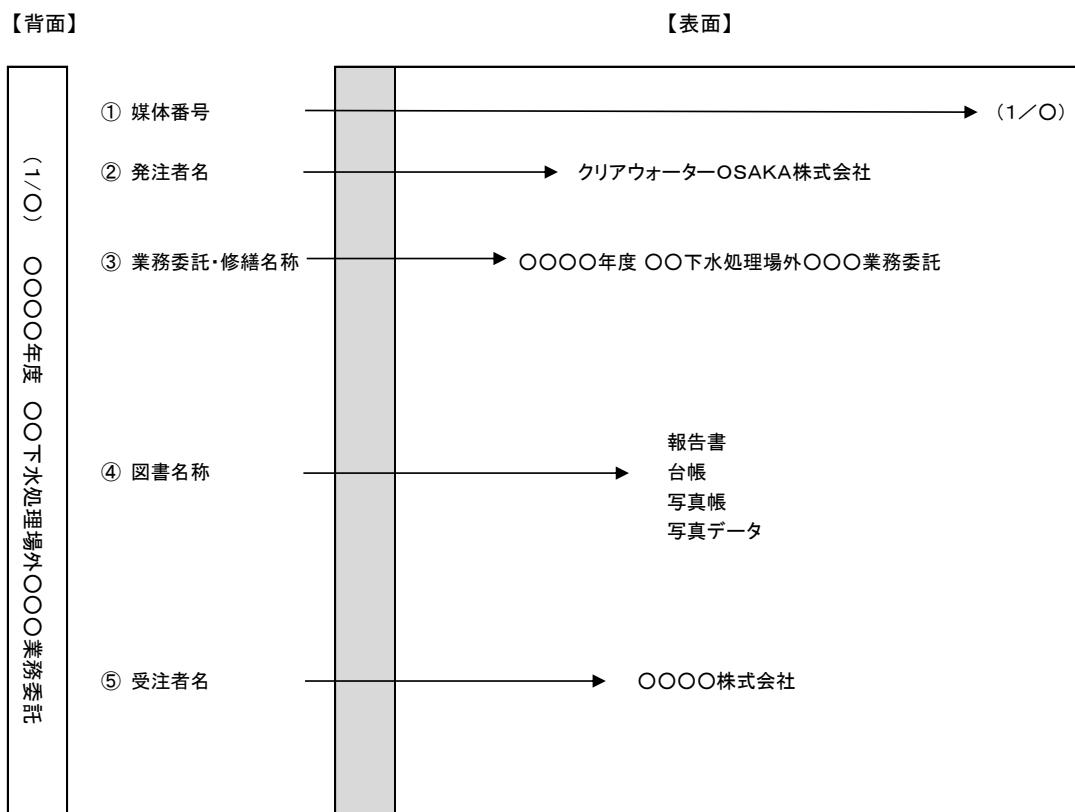 【背面】
【表面】
(1/〇) 〇〇〇〇年度 〇〇下水処理場外〇〇〇業務委託
① 媒体番号
(1/〇)
② 発注者名
クリアウォーターOSAKA株式会社
③ 業務委託・修繕名称
〇〇〇〇年度 〇〇下水処理場外〇〇〇業務委託
④ 図書名称
報告書
台帳
写真帳
写真データ
⑤ 受注者名
〇〇〇〇株式会社